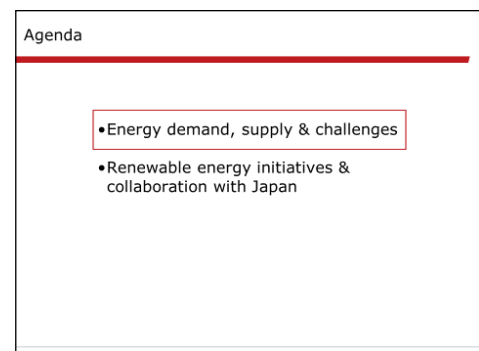 Agenda
•Energy demand, supply & challenges
•Renewable energy initiatives &
collaboration with Japan